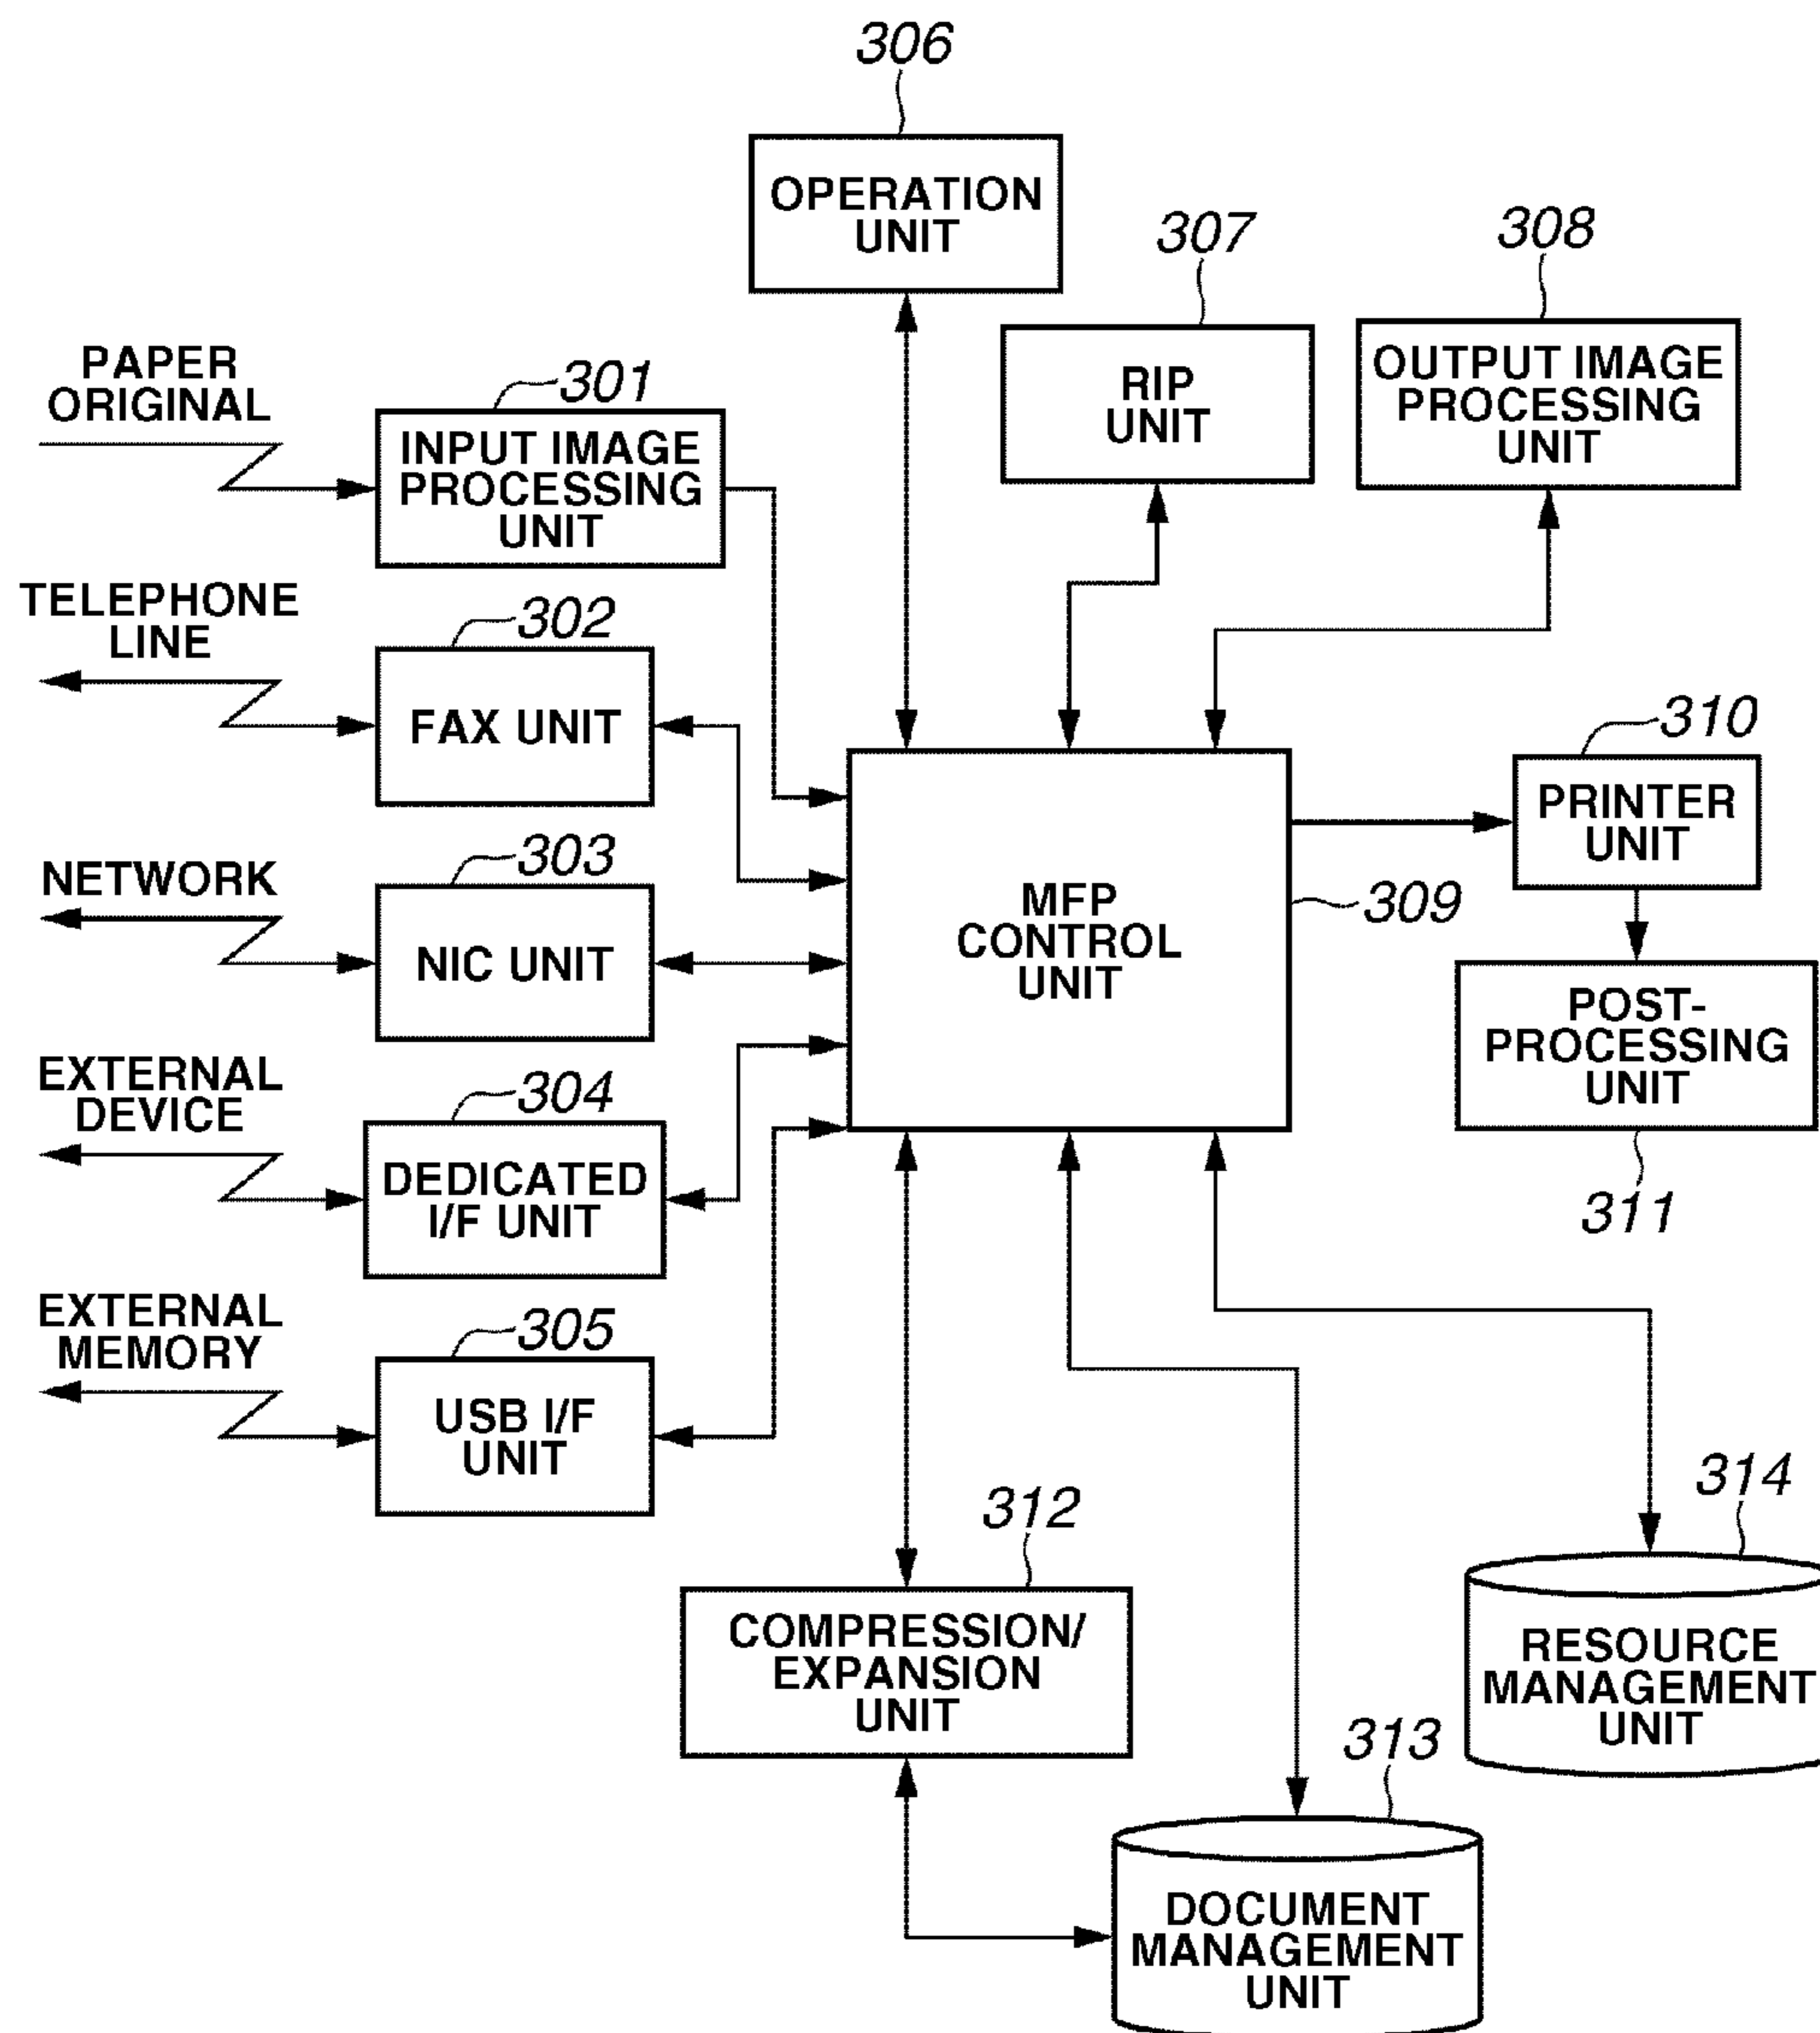 306
OPERATION
UNIT
307
RIP
UNIT
308
OUTPUT IMAGE
PROCESSING
UNIT
PAPER
ORIGINAL
301
INPUT IMAGE
PROCESSING
UNIT
TELEPHONE
LINE
302
FAX UNIT
NETWORK
303
NIC UNIT
EXTERNAL
DEVICE
304
DEDICATED
I/F UNIT
EXTERNAL
MEMORY
305
USB I/F
UNIT
MFP
CONTROL
UNIT
309
310
PRINTER
UNIT
POST-
PROCESSING
UNIT
311
312
COMPRESSION/
EXPANSION
UNIT
313
DOCUMENT
MANAGEMENT
UNIT
314
RESOURCE
MANAGEMENT
UNIT